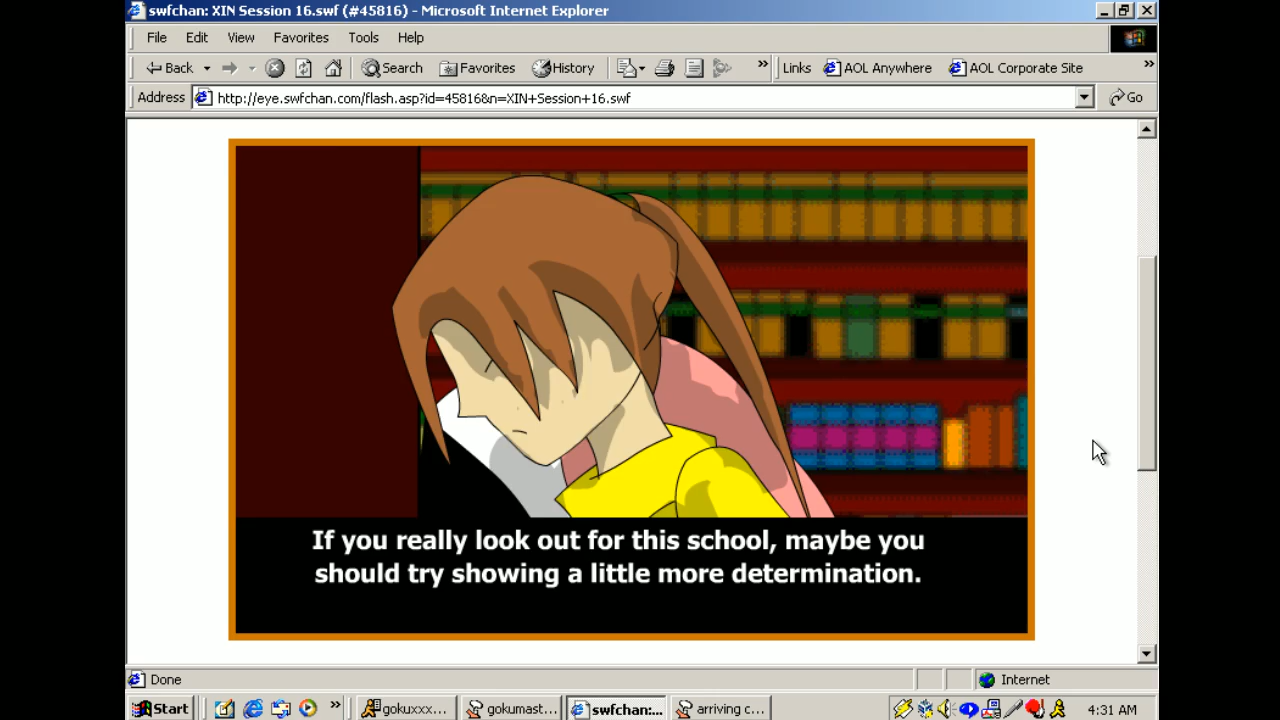 swfchan: XIN Session 16.swf (#45816) - Microsoft Internet Explorer
File Edit View Favorites Tools Help
Back Search Favorites History » Links AOL Anywhere AOL Corporate Site »
Address http://eye.swfchan.com/flash.asp?id=45816&n=XIN+Session+16.swf Go
If you really look out for this school, maybe you
should try showing a little more determination.
Done Internet
Start » gokuxxx... gokumast... swfchan:... arriving c... 4:31 AM